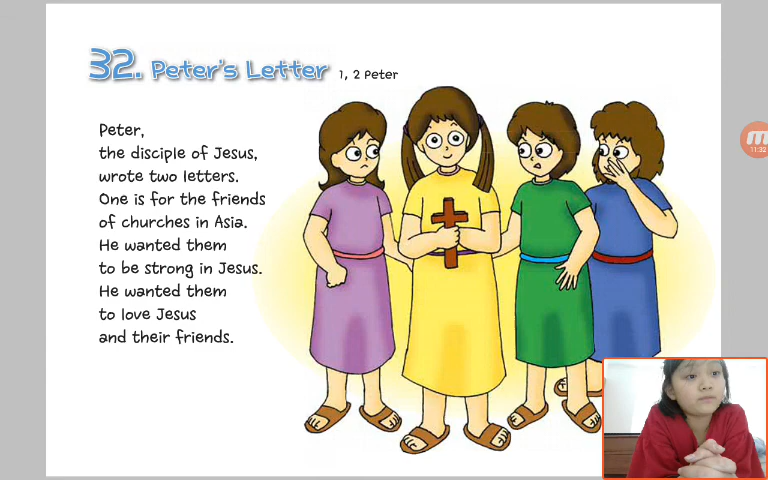 32. Peter's Letter 1, 2 Peter
Peter,
the disciple of Jesus,
wrote two letters.
One is for the friends
of churches in Asia.
He wanted them
to be strong in Jesus.
He wanted them
to love Jesus
and their friends.
M
11:32